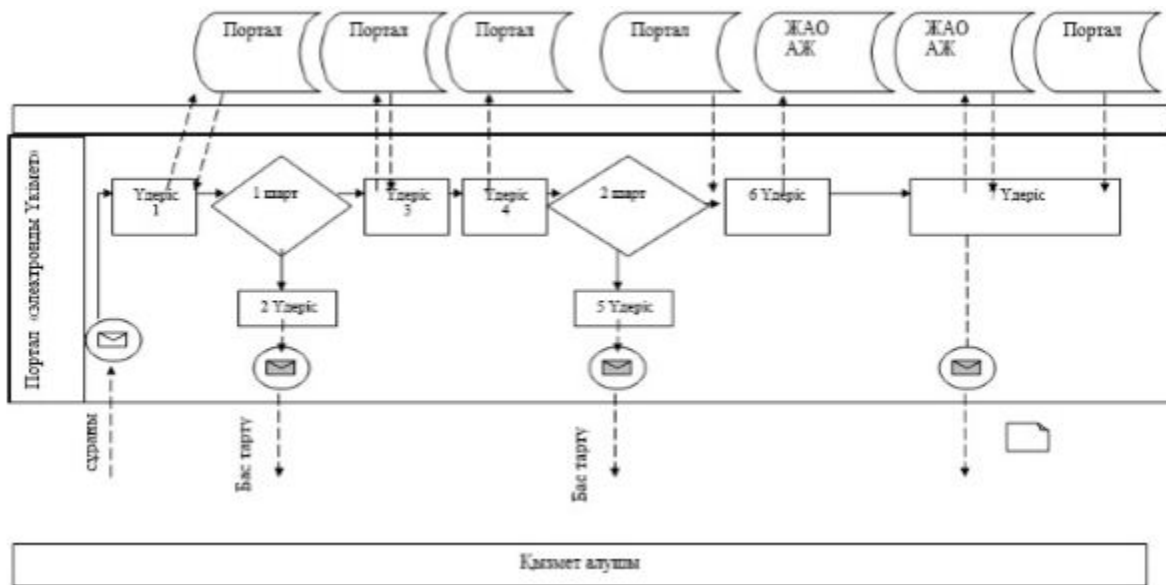 Портал
Портал
Портал
Портал
ЖАО
АЖ
ЖАО
АЖ
Портал
Портал «электронды Үкімет»
Үдеріс
1
1 шарт
Үдеріс
3
Үдеріс
4
2 шарт
6 Үдеріс
7 Үдеріс
2 Үдеріс
5 Үдеріс
сұраны
Бас тарту
Бас тарту
Қызмет алушы